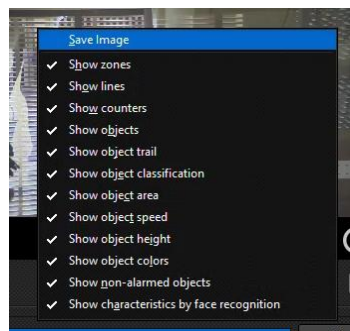 Save Image
Show zones
Show lines
Show counters
Show objects
Show object trail
Show object classification
Show object area
Show object speed
Show object height
Show object colors
Show non-alarmed objects
Show characteristics by face recognition